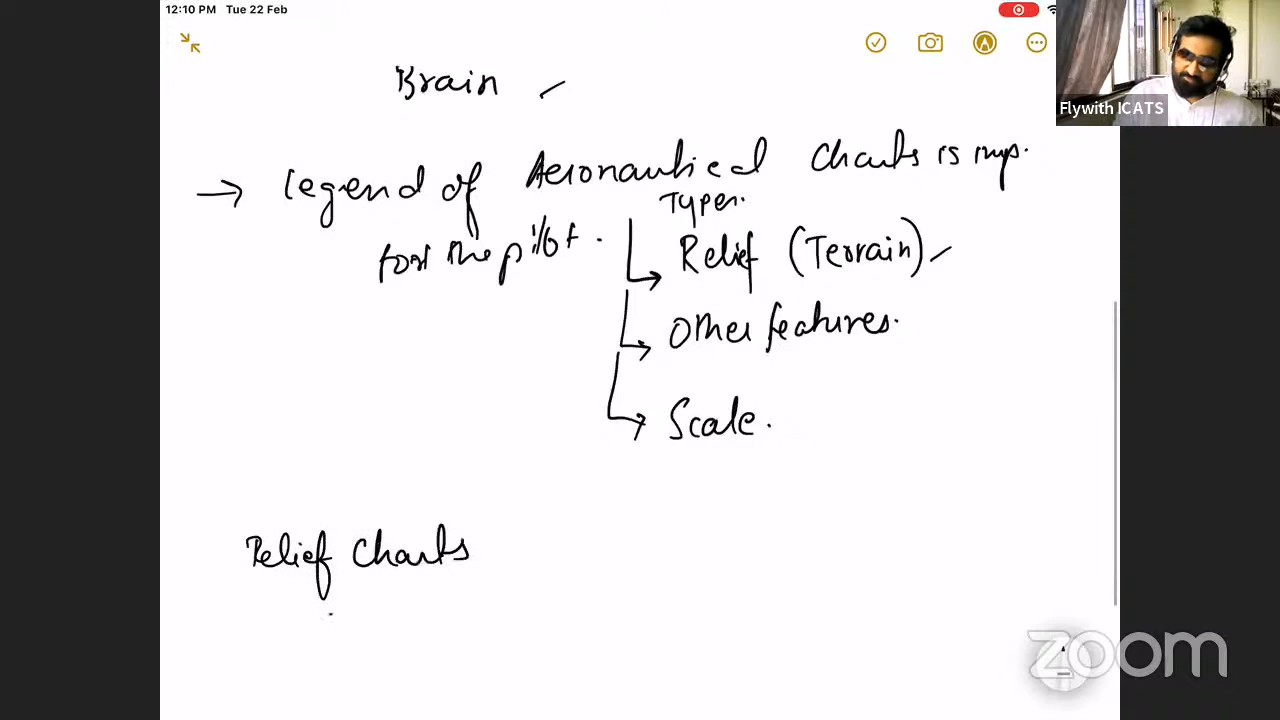 12:10 PM Tue 22 Feb
Flywith ICATS
Brain
→ Legend of Aeronautical Charts is imp.
Types.
for the pilot.
Relief (Terrain)
Other features.
Scale.
Relief Charts
zoom